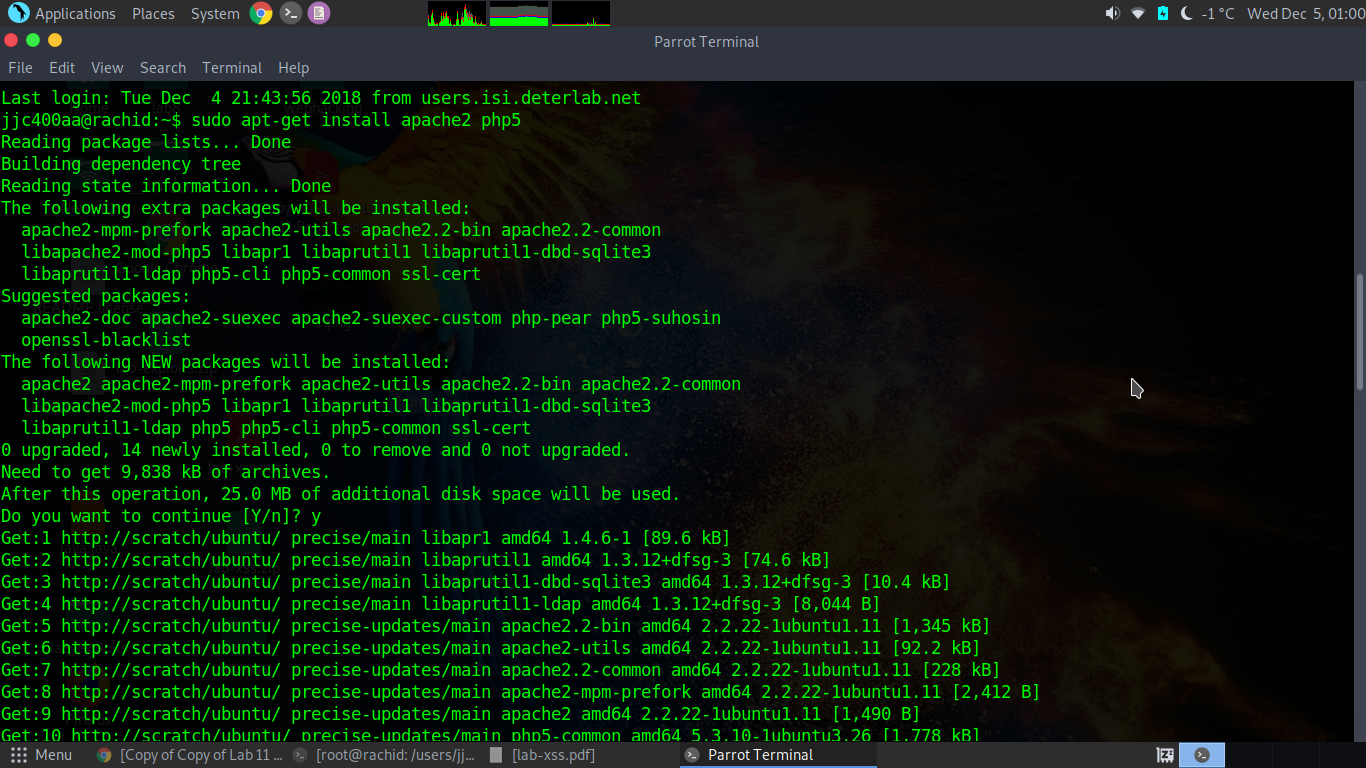 Applications Places System -1 °C Wed Dec 5, 01:00
Parrot Terminal
File Edit View Search Terminal Help
Last login: Tue Dec  4 21:43:56 2018 from users.isi.deterlab.net
jjc400aa@rachid:~$ sudo apt-get install apache2 php5
Reading package lists... Done
Building dependency tree
Reading state information... Done
The following extra packages will be installed:
  apache2-mpm-prefork apache2-utils apache2.2-bin apache2.2-common
  libapache2-mod-php5 libapr1 libaprutil1 libaprutil1-dbd-sqlite3
  libaprutil1-ldap php5-cli php5-common ssl-cert
Suggested packages:
  apache2-doc apache2-suexec apache2-suexec-custom php-pear php5-suhosin
  openssl-blacklist
The following NEW packages will be installed:
  apache2 apache2-mpm-prefork apache2-utils apache2.2-bin apache2.2-common
  libapache2-mod-php5 libapr1 libaprutil1 libaprutil1-dbd-sqlite3
  libaprutil1-ldap php5 php5-cli php5-common ssl-cert
0 upgraded, 14 newly installed, 0 to remove and 0 not upgraded.
Need to get 9,838 kB of archives.
After this operation, 25.0 MB of additional disk space will be used.
Do you want to continue [Y/n]? y
Get:1 http://scratch/ubuntu/ precise/main libapr1 amd64 1.4.6-1 [89.6 kB]
Get:2 http://scratch/ubuntu/ precise/main libaprutil1 amd64 1.3.12+dfsg-3 [74.6 kB]
Get:3 http://scratch/ubuntu/ precise/main libaprutil1-dbd-sqlite3 amd64 1.3.12+dfsg-3 [10.4 kB]
Get:4 http://scratch/ubuntu/ precise/main libaprutil1-ldap amd64 1.3.12+dfsg-3 [8,044 B]
Get:5 http://scratch/ubuntu/ precise-updates/main apache2.2-bin amd64 2.2.22-1ubuntu1.11 [1,345 kB]
Get:6 http://scratch/ubuntu/ precise-updates/main apache2-utils amd64 2.2.22-1ubuntu1.11 [92.2 kB]
Get:7 http://scratch/ubuntu/ precise-updates/main apache2.2-common amd64 2.2.22-1ubuntu1.11 [228 kB]
Get:8 http://scratch/ubuntu/ precise-updates/main apache2-mpm-prefork amd64 2.2.22-1ubuntu1.11 [2,412 B]
Get:9 http://scratch/ubuntu/ precise-updates/main apache2 amd64 2.2.22-1ubuntu1.11 [1,490 B]
Get:10 http://scratch/ubuntu/ precise-updates/main php5-common amd64 5.3.10-1ubuntu3.26 [1,778 kB]
Menu [Copy of Copy of Lab 11 ... [root@rachid: /users/jj... [lab-xss.pdf] Parrot Terminal